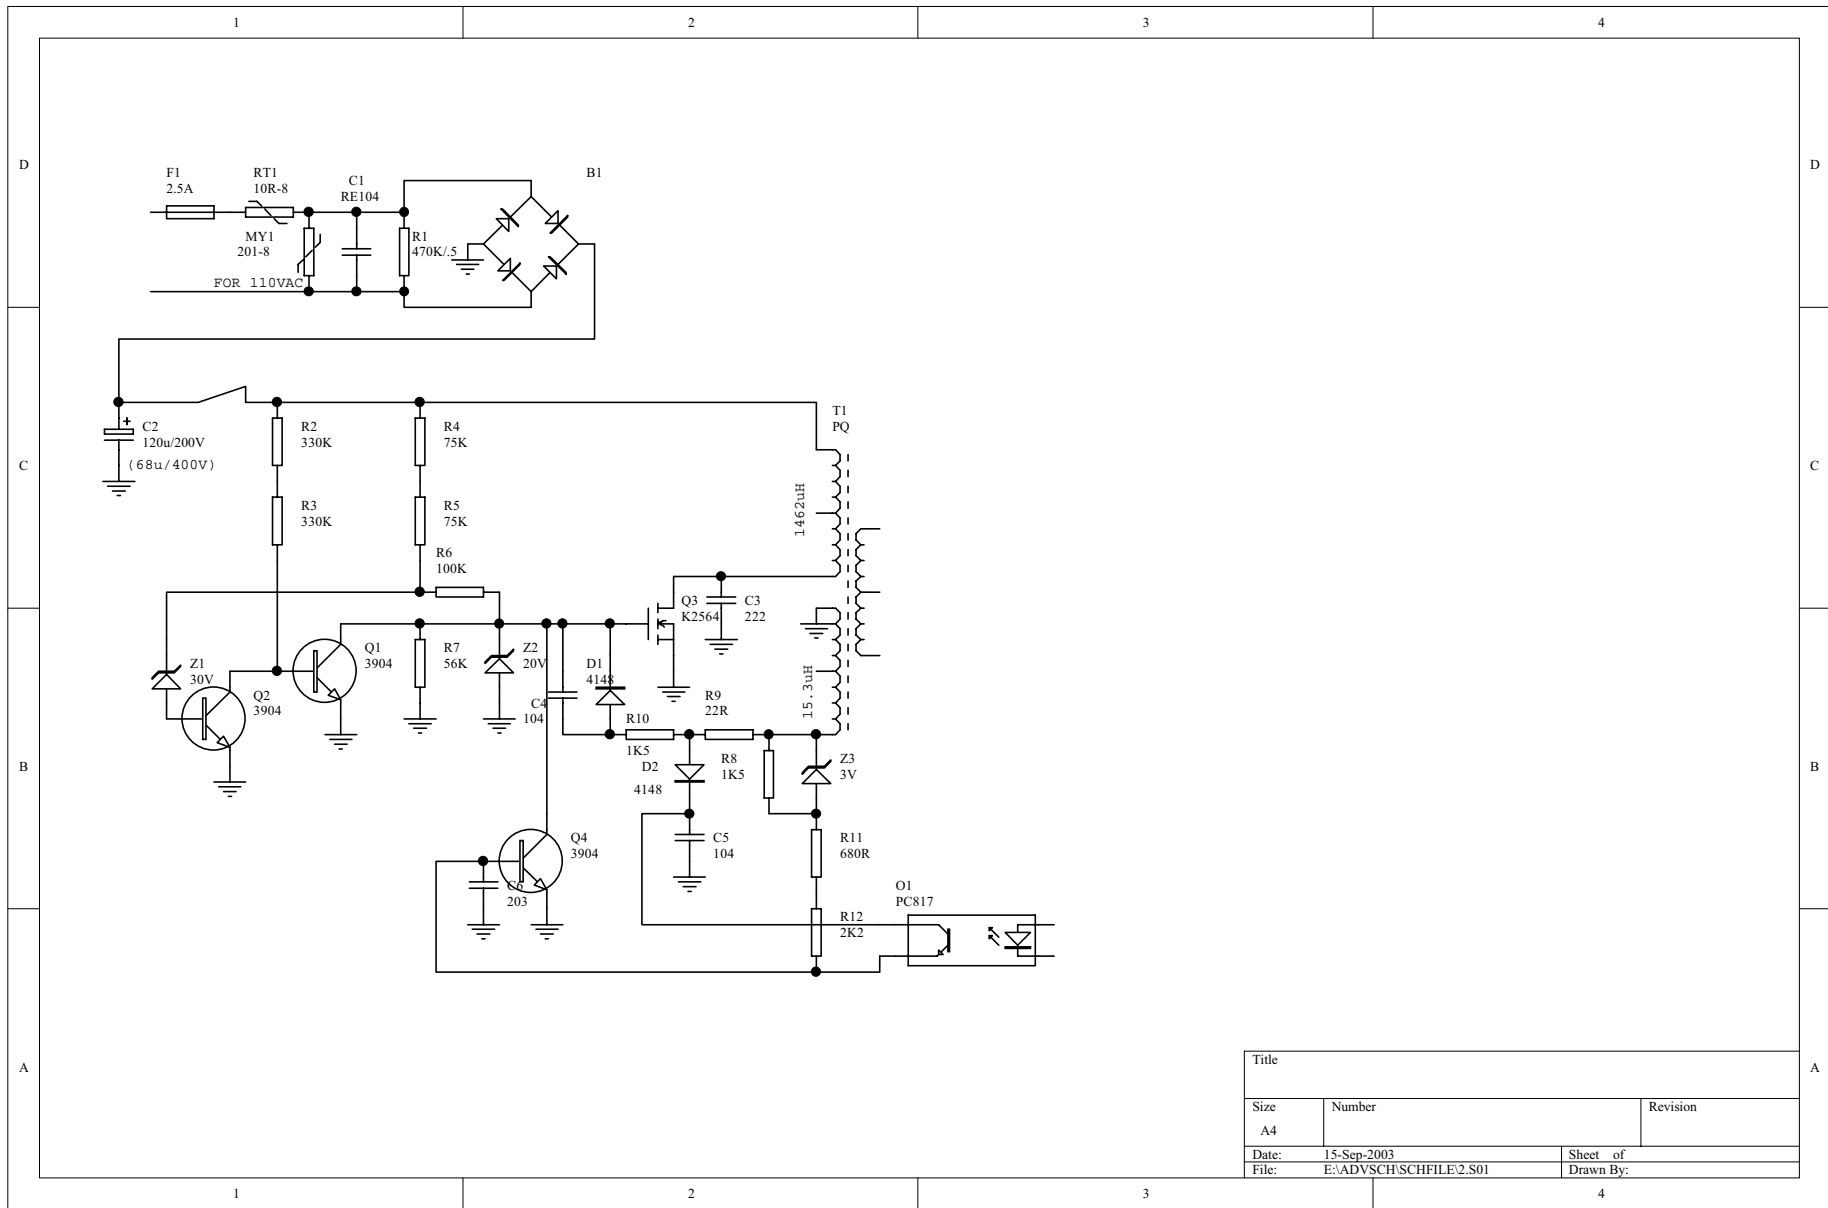 1 2 3 4
D D
F1
2.5A
RT1
10R-8
C1
RE104
B1
MY1
201-8
R1
470K/.5
FOR 110VAC
C2
120u/200V
(68u/400V)
R2
330K
R4
75K
T1
PQ
C C
R3
330K
R5
75K
1462uH
R6
100K
Q3
K2564
C3
222
Z1
30V
Q2
3904
Q1
3904
R7
56K
Z2
20V
D1
4148
C4
104
R9
22R
15.3uH
R10
1K5
D2
4148
R8
1K5
Z3
3V
B B
Q4
3904
C5
104
R11
680R
C6
203
R12
2K2
O1
PC817
A A
Title
Size Number Revision
A4
Date: 15-Sep-2003 Sheet of
File: E:\ADVSCH\SCHFILE\2.S01 Drawn By:
1 2 3 4